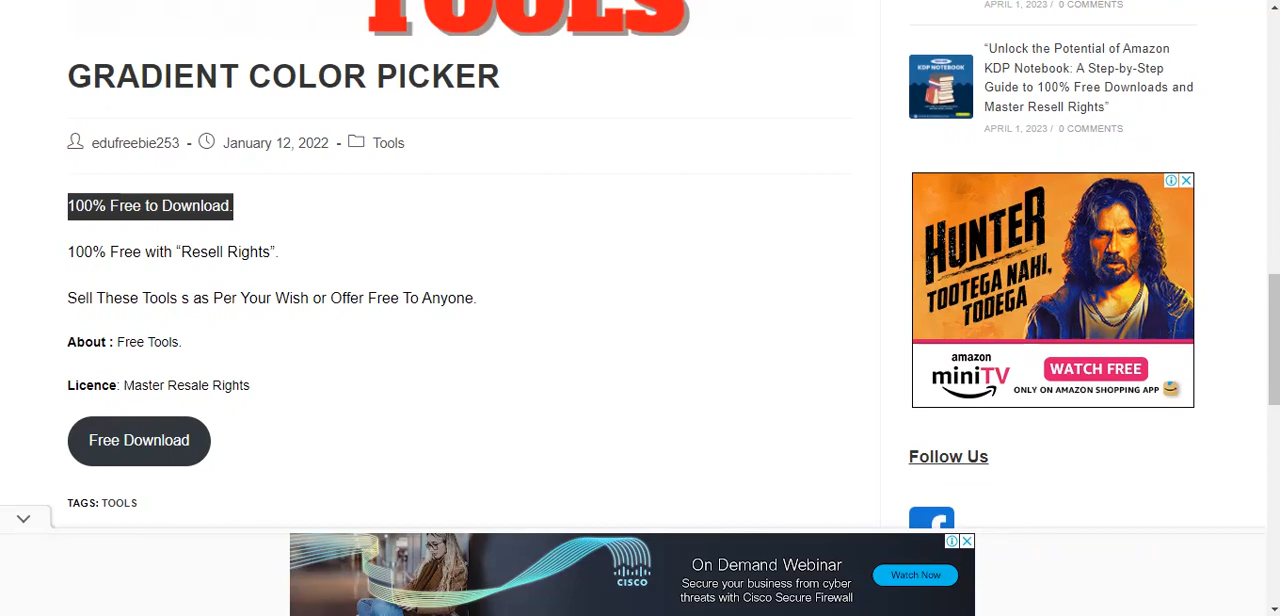 TOOLS
GRADIENT COLOR PICKER
edufreebie253 - January 12, 2022 - Tools
100% Free to Download.
100% Free with “Resell Rights”.
Sell These Tools s as Per Your Wish or Offer Free To Anyone.
About : Free Tools.
Licence: Master Resale Rights
Free Download
TAGS: TOOLS
APRIL 1, 2023 / 0 COMMENTS
KDP NOTEBOOK
“Unlock the Potential of Amazon
KDP Notebook: A Step-by-Step
Guide to 100% Free Downloads and
Master Resell Rights”
APRIL 1, 2023 / 0 COMMENTS
HUNTER
TOOTEGA NAHI,
TODEGA
amazon
miniTV
WATCH FREE
ONLY ON AMAZON SHOPPING APP
Follow Us
CISCO
On Demand Webinar
Secure your business from cyber
threats with Cisco Secure Firewall
Watch Now